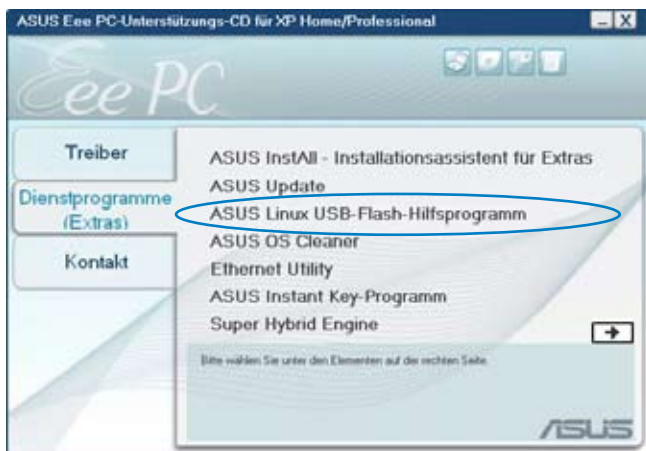 ASUS Eee PC-Unterstützungs-CD für XP Home/Professional
Eee PC
Treiber
Dienstprogramme
(Extras)
Kontakt
ASUS InstAll - Installationsassistent für Extras
ASUS Update
ASUS Linux USB-Flash-Hilfsprogramm
ASUS OS Cleaner
Ethernet Utility
ASUS Instant Key-Programm
Super Hybrid Engine
Bitte wählen Sie unter den Elementen auf der rechten Seite.
ASUS